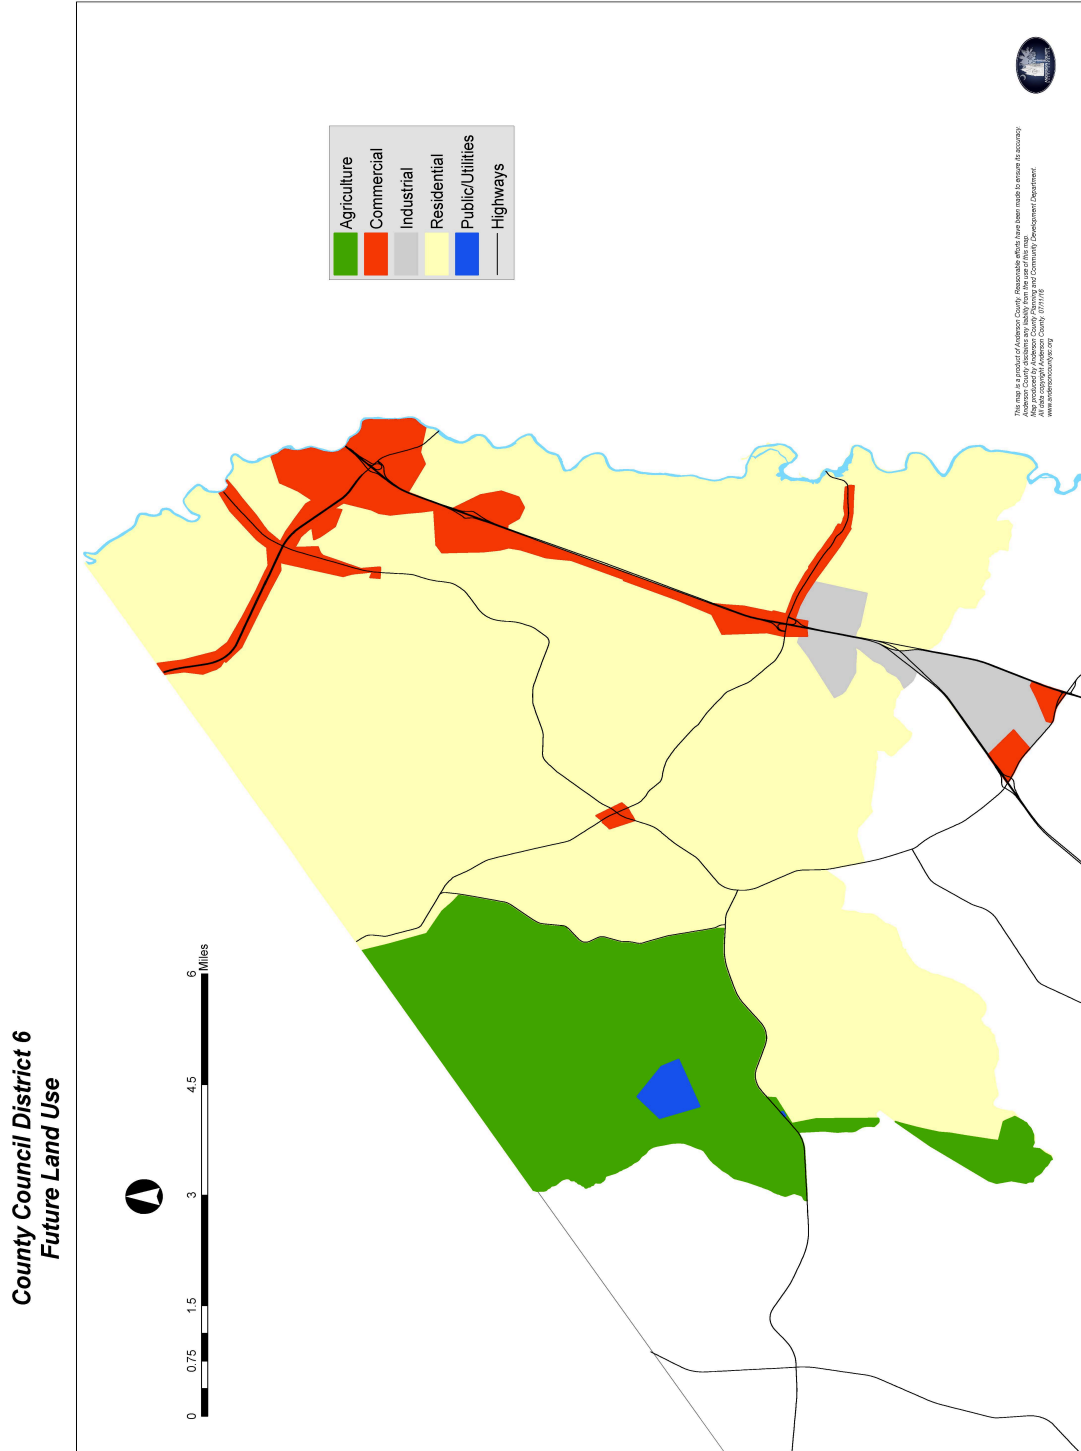 County Council District 6
Future Land Use
0 0.75 1.5 3 4.5 6
Miles
Agriculture
Commercial
Industrial
Residential
Public/Utilities
Highways
This map is a product of Anderson County. Reasonable efforts have been made to ensure its accuracy.
Anderson County disclaims any liability from the use of this map.
Map produced by Anderson County Planning and Community Development Department.
All data copyright Anderson County. 07/11/16
www.andersoncountysc.org